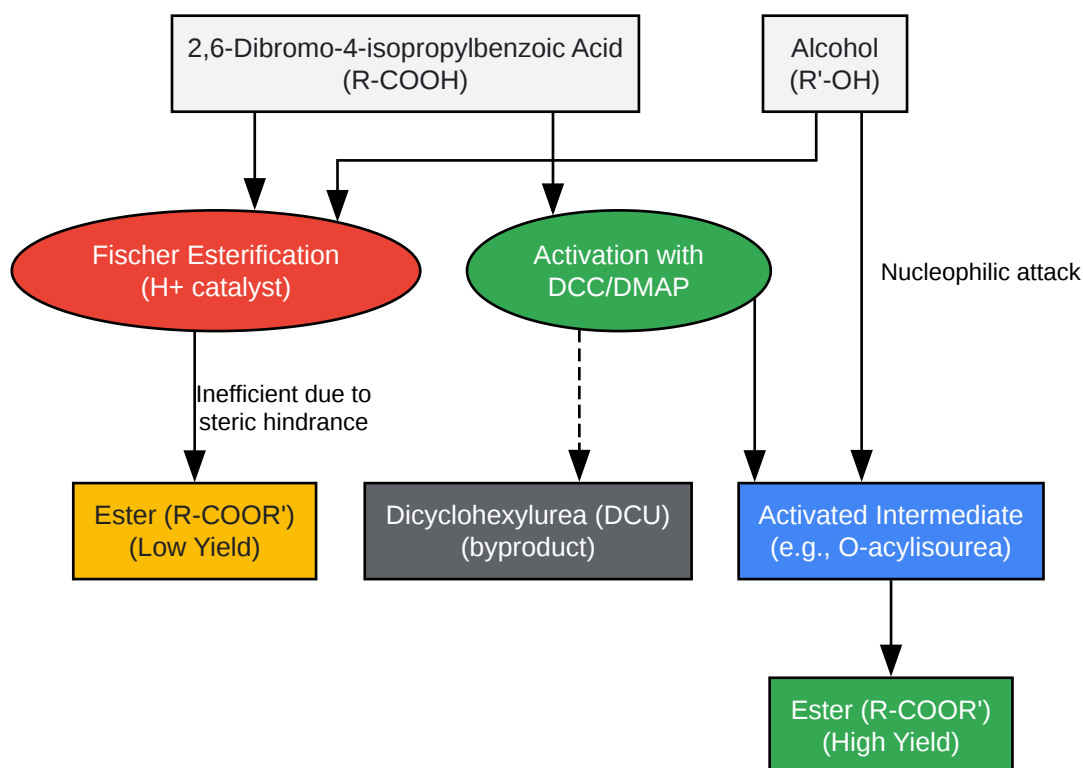 2,6-Dibromo-4-isopropylbenzoic Acid
(R-COOH)
Alcohol
(R'-OH)
Fischer Esterification
(H+ catalyst)
Activation with
DCC/DMAP
Nucleophilic attack
Inefficient due to
steric hindrance
Ester (R-COOR')
(Low Yield)
Dicyclohexylurea (DCU)
(byproduct)
Activated Intermediate
(e.g., O-acylisourea)
Ester (R-COOR')
(High Yield)